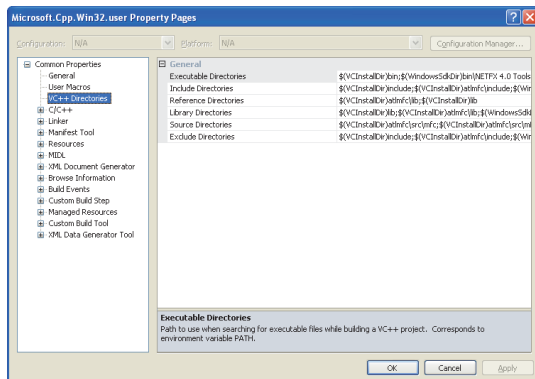 Microsoft.Cpp.Win32.user Property Pages
Configuration: N/A Platform: N/A Configuration Manager...
Common Properties
General
User Macros
VC++ Directories
C/C++
Linker
Manifest Tool
Resources
MIDL
XML Document Generator
Browse Information
Build Events
Custom Build Step
Managed Resources
Custom Build Tool
XML Data Generator Tool
General
Executable Directories $(VCInstallDir)bin;$(WindowsSdkDir)bin\NETFX 4.0 Tools
Include Directories $(VCInstallDir)include;$(VCInstallDir)atlmfc\include;$(Win
Reference Directories $(VCInstallDir)atlmfc\lib;$(VCInstallDir)lib
Library Directories $(VCInstallDir)lib;$(VCInstallDir)atlmfc\lib;$(WindowsSdkI
Source Directories $(VCInstallDir)atlmfc\src\mfc;$(VCInstallDir)atlmfc\src\mf
Exclude Directories $(VCInstallDir)include;$(VCInstallDir)atlmfc\include;$(Win
Executable Directories
Path to use when searching for executable files while building a VC++ project. Corresponds to
environment variable PATH.
OK Cancel Apply